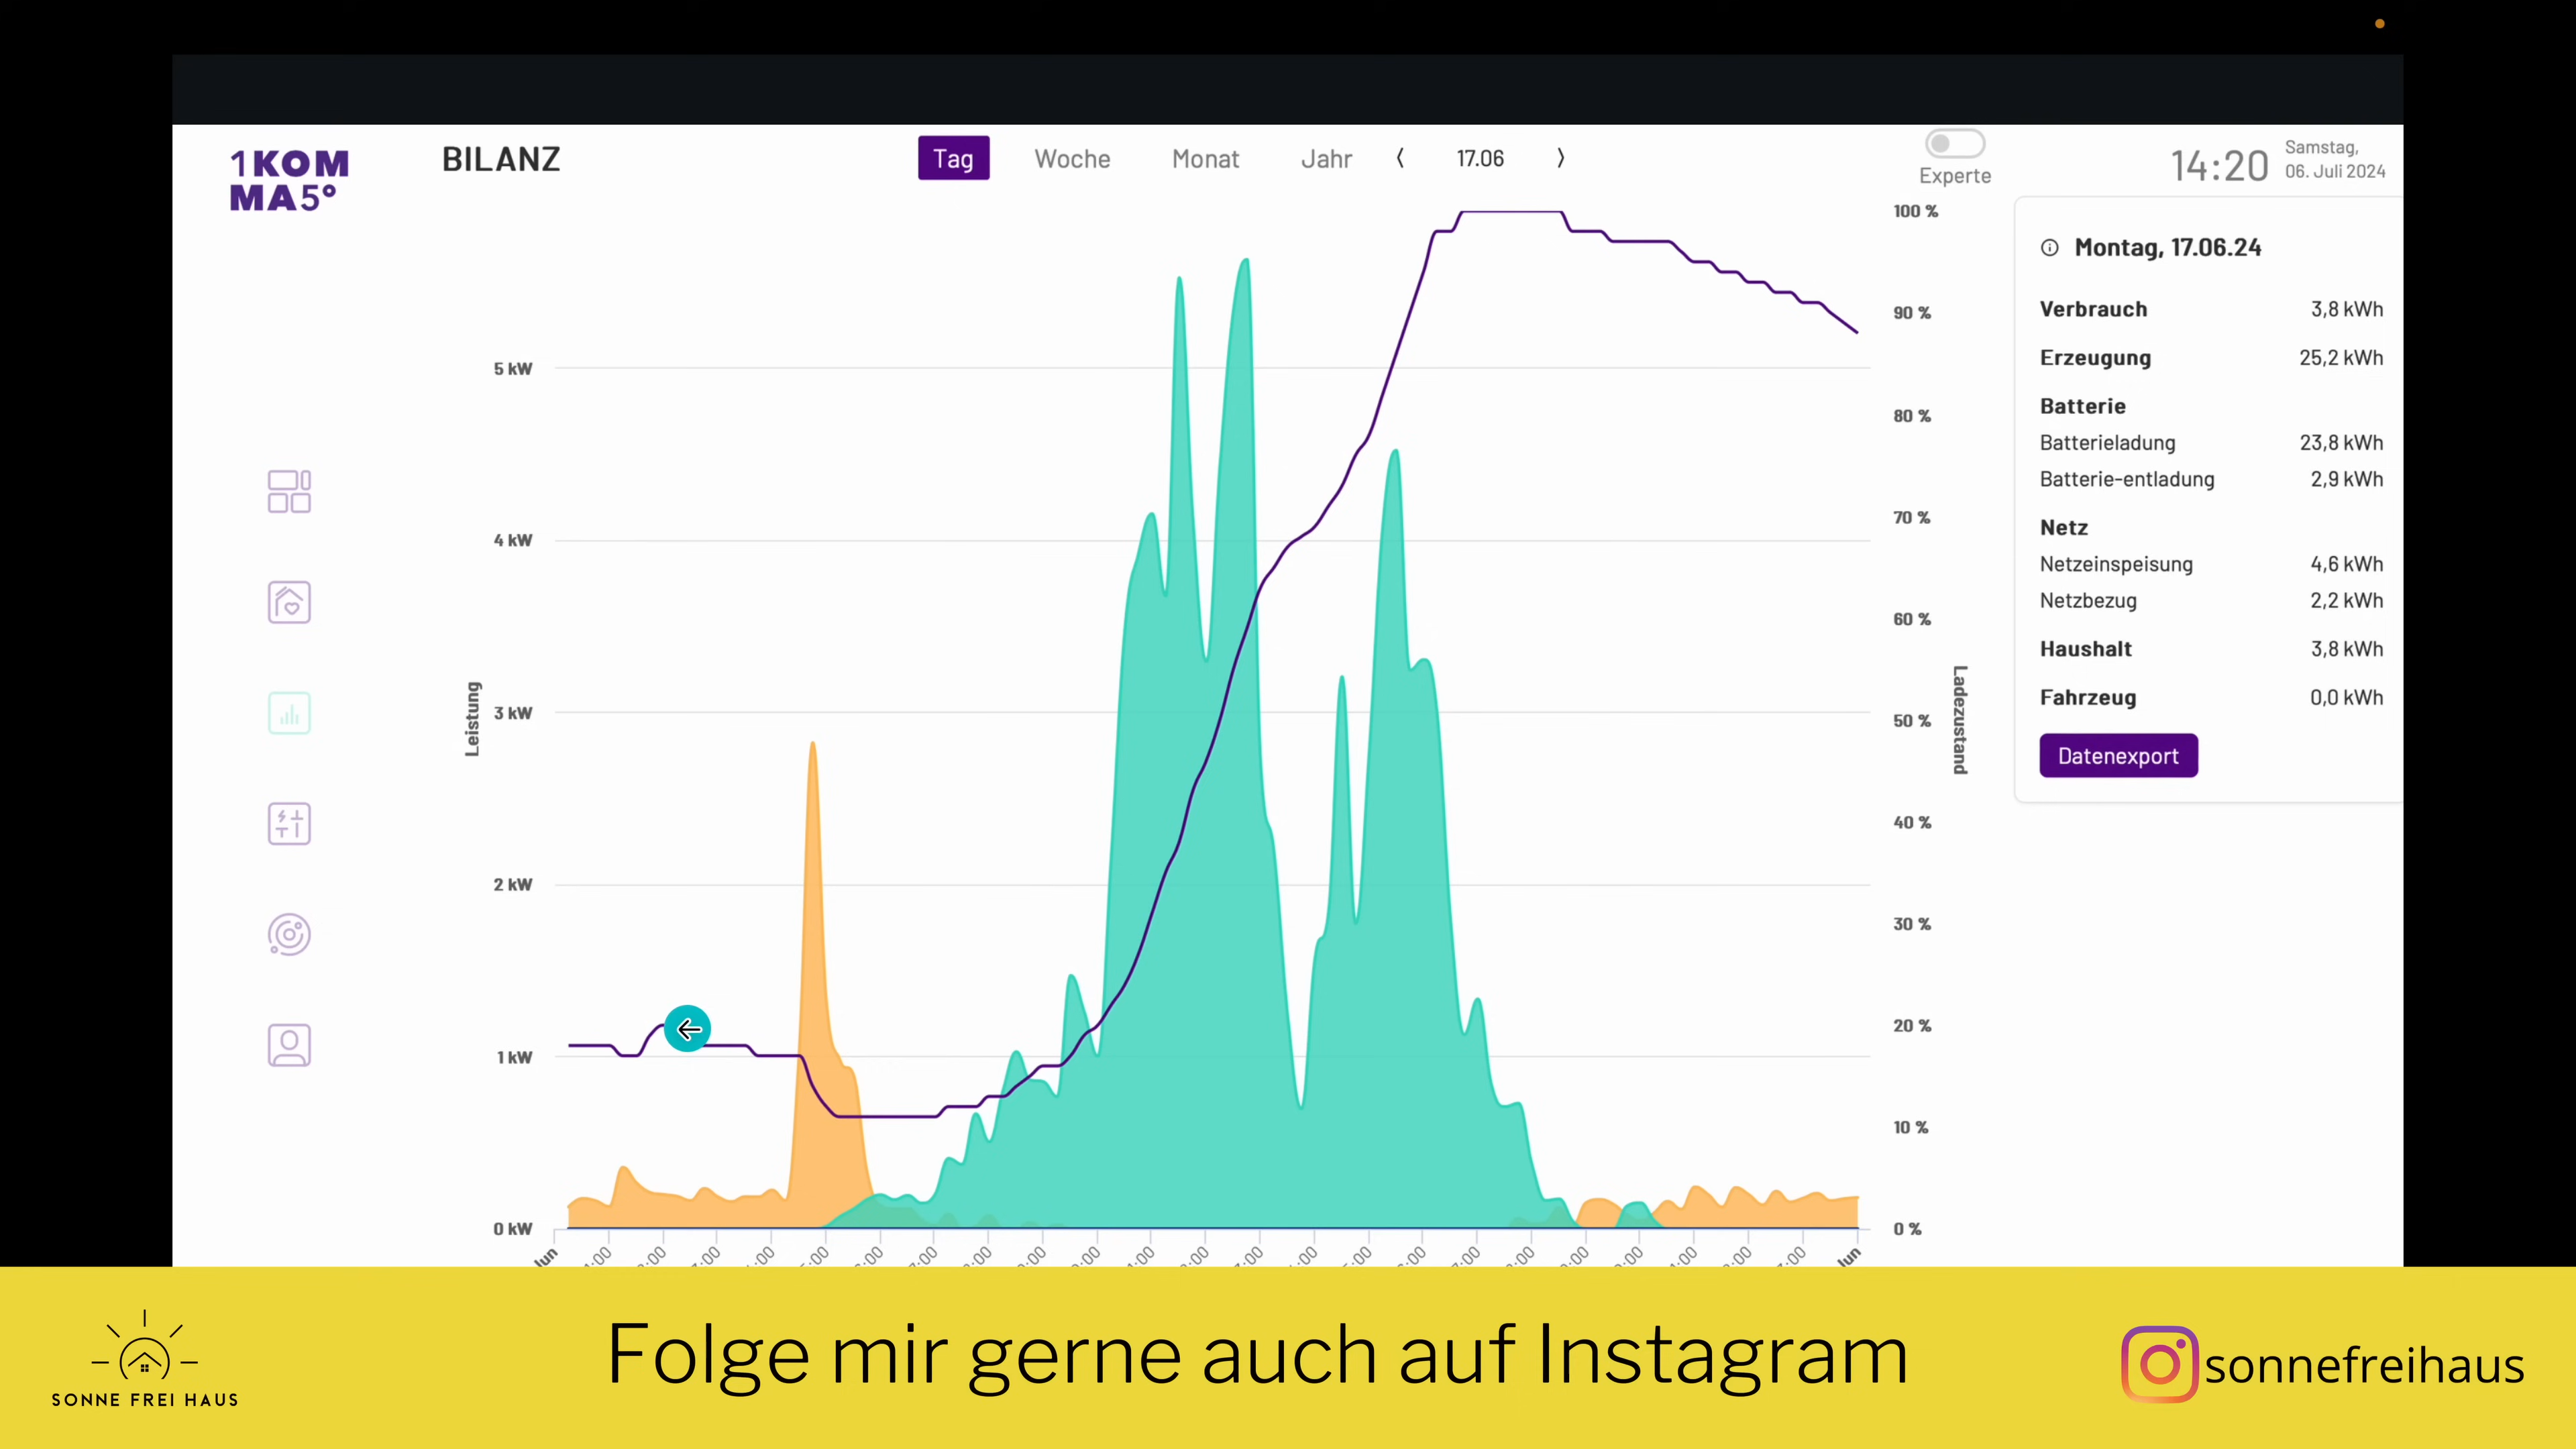 1KOM
MA5°
BILANZ
Tag Woche Monat Jahr 17.06
Experte
14:20
Samstag,
06. Juli 2024
5 kW
4 kW
3 kW
2 kW
1 kW
0 kW
Leistung
100 %
90 %
80 %
70 %
60 %
50 %
40 %
30 %
20 %
10 %
0 %
Ladezustand
Montag, 17.06.24
Verbrauch 3,8 kWh
Erzeugung 25,2 kWh
Batterie
Batterieladung 23,8 kWh
Batterie-entladung 2,9 kWh
Netz
Netzeinspeisung 4,6 kWh
Netzbezug 2,2 kWh
Haushalt 3,8 kWh
Fahrzeug 0,0 kWh
Datenexport
SONNE FREI HAUS
Folge mir gerne auch auf Instagram
sonnefreihaus